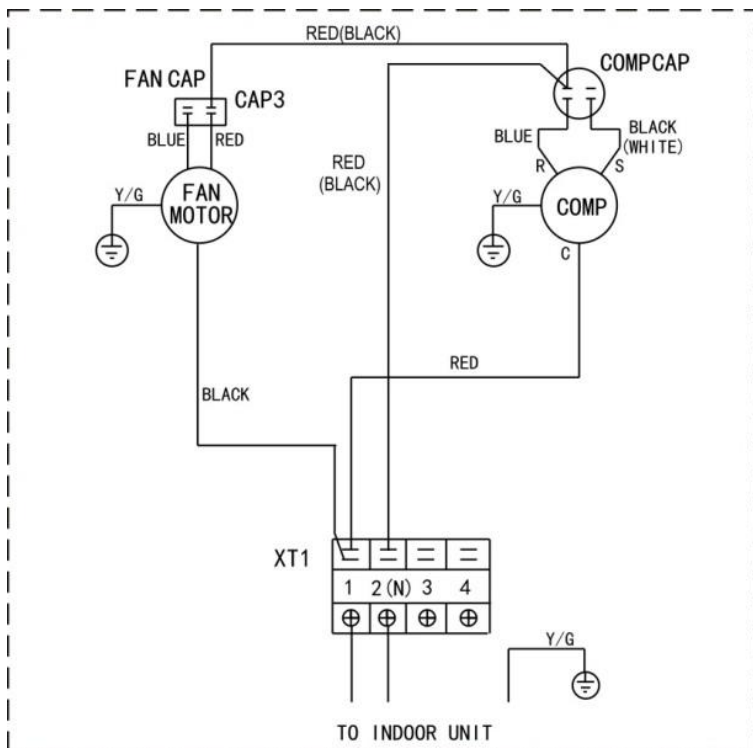 RED(BLACK)
FAN CAP
CAP3
COMPCAP
BLUE
RED
BLUE
BLACK
(WHITE)
RED
(BLACK)
R
S
Y/G
FAN
MOTOR
Y/G
COMP
C
RED
BLACK
XT1
1 2(N) 3 4
Y/G
TO INDOOR UNIT